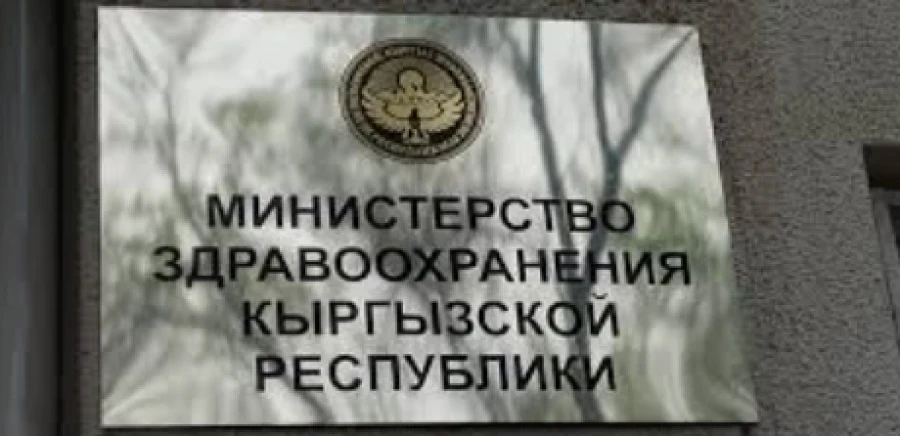 МИНИСТЕРСТВО
ЗДРАВООХРАНЕНИЯ
КЫРГЫЗСКОЙ
РЕСПУБЛИКИ